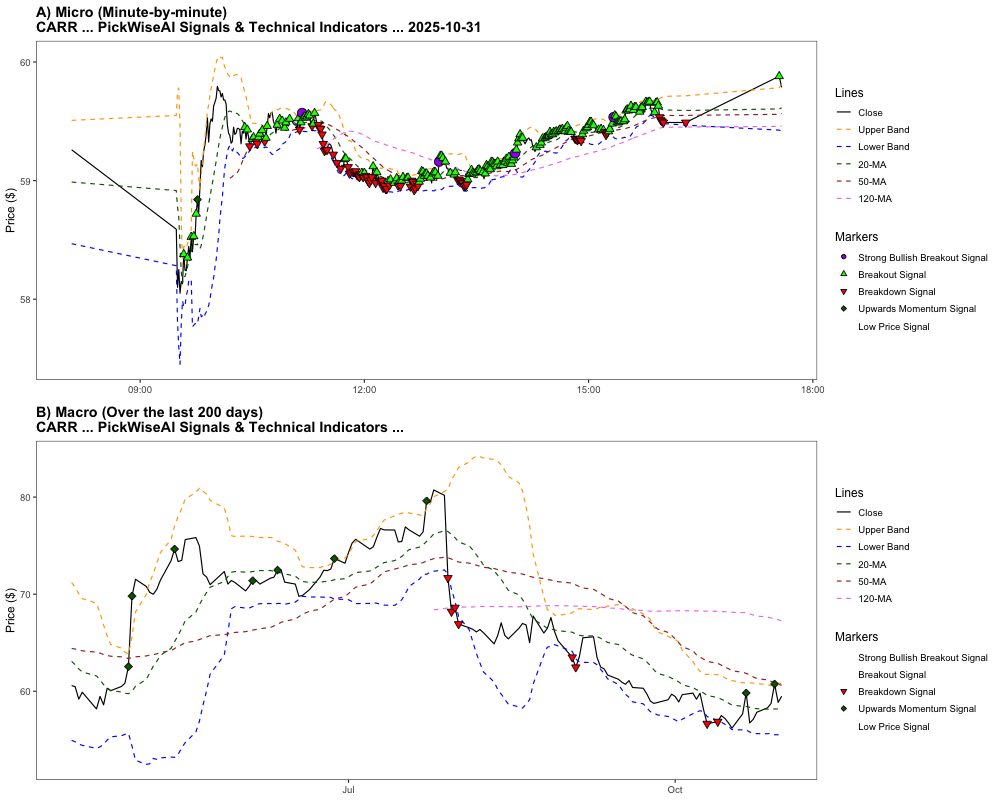 A) Micro (Minute-by-minute)
CARR ... PickWiseAI Signals & Technical Indicators ... 2025-10-31
Price ($)
60
59
58
09:00
12:00
15:00
18:00
Lines
Close
Upper Band
Lower Band
20-MA
50-MA
120-MA
Markers
Strong Bullish Breakout Signal
Breakout Signal
Breakdown Signal
Upwards Momentum Signal
Low Price Signal
B) Macro (Over the last 200 days)
CARR ... PickWiseAI Signals & Technical Indicators ...
Price ($)
80
70
60
Jul
Oct
Lines
Close
Upper Band
Lower Band
20-MA
50-MA
120-MA
Markers
Strong Bullish Breakout Signal
Breakout Signal
Breakdown Signal
Upwards Momentum Signal
Low Price Signal